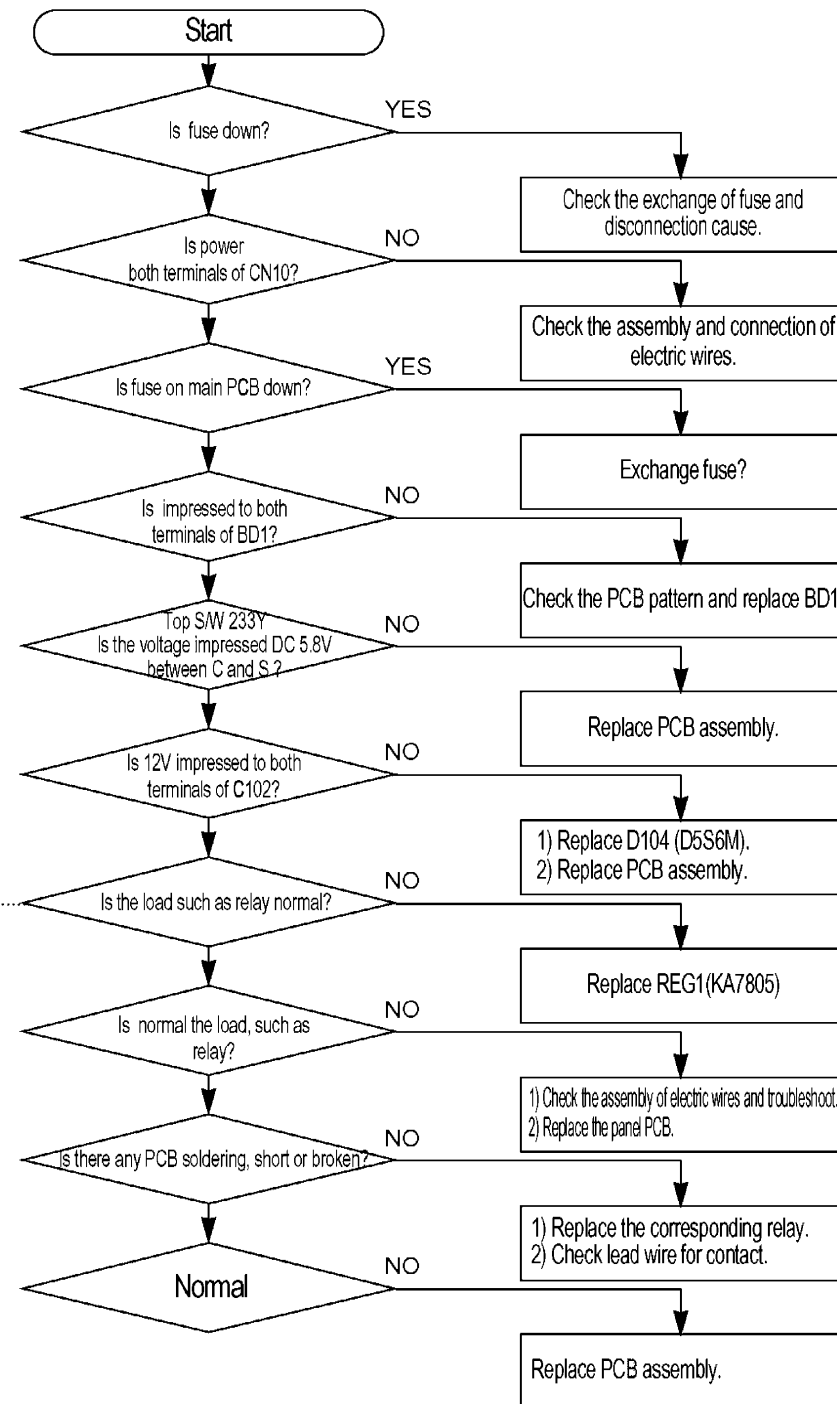 Start
YES
Is fuse down?
Check the exchange of fuse and
disconnection cause.
NO
Is power
both terminals of CN10?
Check the assembly and connection of
electric wires.
YES
Is fuse on main PCB down?
Exchange fuse?
NO
Is impressed to both
terminals of BD1?
Check the PCB pattern and replace BD1
Top S/W 233Y
NO
Is the voltage impressed DC 5.8V
between C and S ?
Replace PCB assembly.
NO
Is 12V impressed to both
terminals of C102?
1) Replace D104 (D5S6M).
2) Replace PCB assembly.
NO
Is the load such as relay normal?
Replace REG1(KA7805)
NO
Is normal the load, such as
relay?
1) Check the assembly of electric wires and troubleshoot.
2) Replace the panel PCB.
NO
Is there any PCB soldering, short or broken?
1) Replace the corresponding relay.
2) Check lead wire for contact.
NO
Normal
Replace PCB assembly.